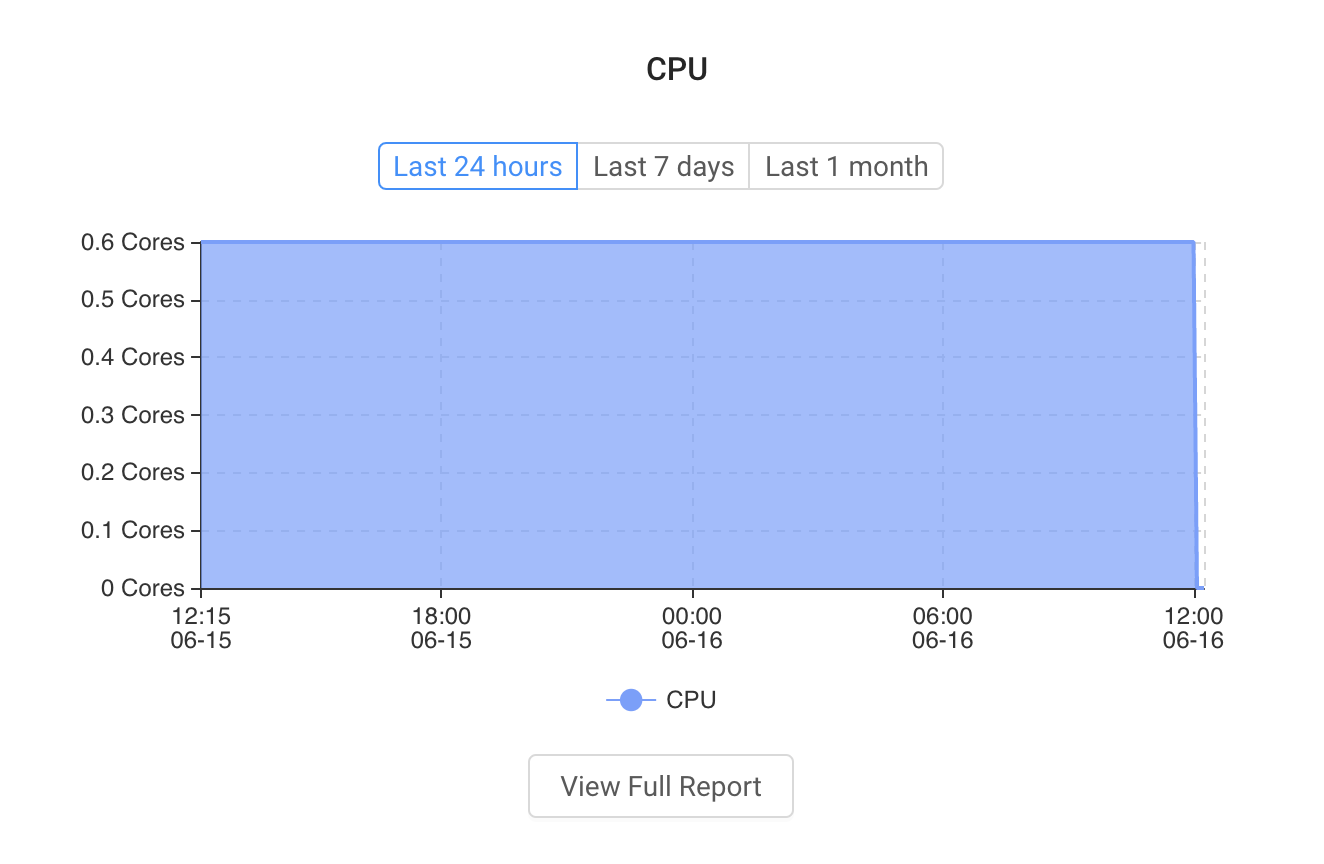 CPU
Last 24 hours Last 7 days Last 1 month
0.6 Cores
0.5 Cores
0.4 Cores
0.3 Cores
0.2 Cores
0.1 Cores
0 Cores
12:15 18:00 00:00 06:00 12:00
06-15 06-15 06-16 06-16 06-16
CPU
View Full Report